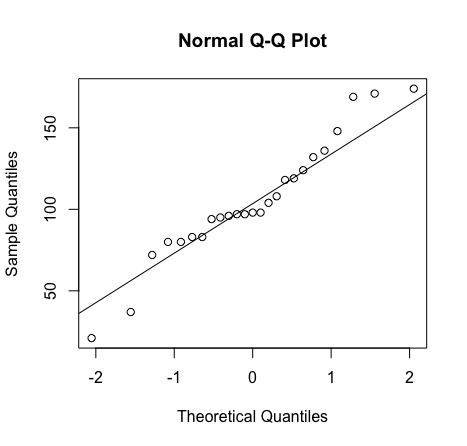 Normal Q-Q Plot
150
100
50
Sample Quantiles
-2 -1 0 1 2
Theoretical Quantiles